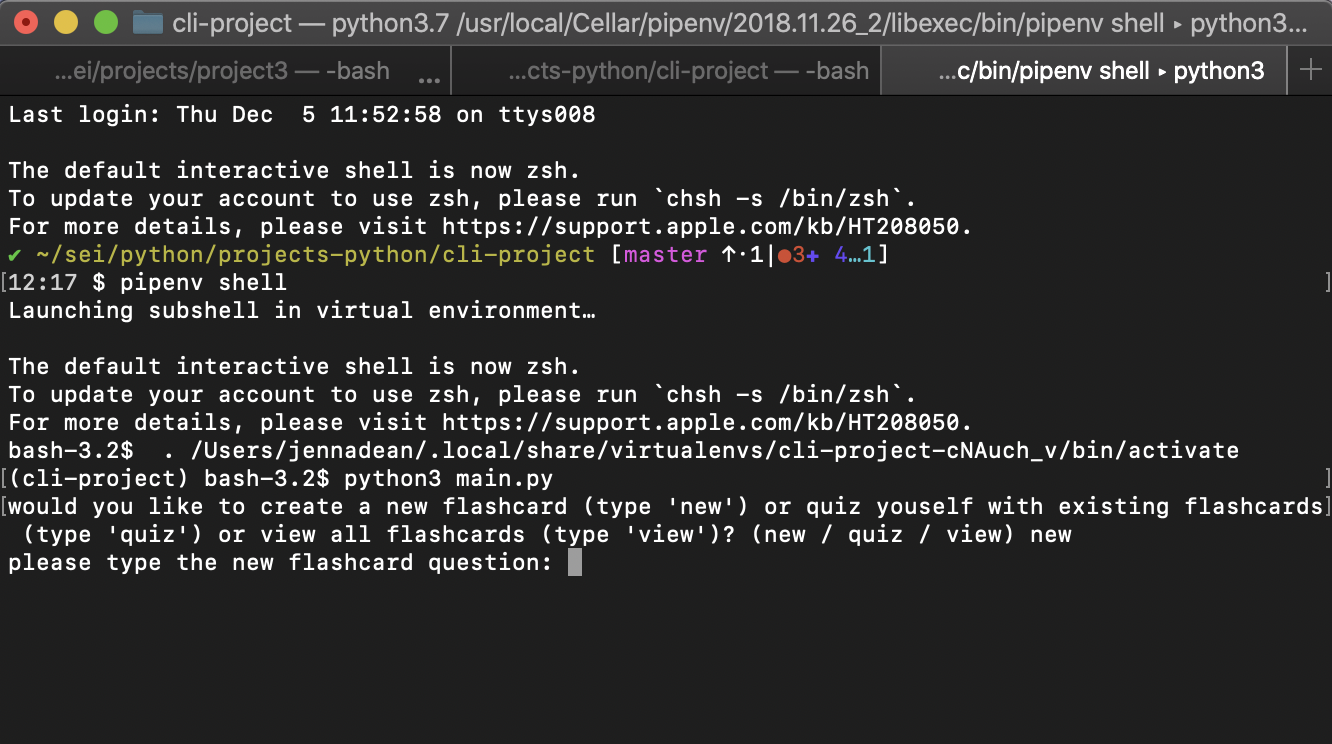 cli-project — python3.7 /usr/local/Cellar/pipenv/2018.11.26_2/libexec/bin/pipenv shell ▸ python3...
...ei/projects/project3 — -bash ... ...cts-python/cli-project — -bash ...c/bin/pipenv shell ▸ python3 +
Last login: Thu Dec  5 11:52:58 on ttys008
The default interactive shell is now zsh.
To update your account to use zsh, please run `chsh -s /bin/zsh`.
For more details, please visit https://support.apple.com/kb/HT208050.
✔ ~/sei/python/projects-python/cli-project [master ↑·1|●3✚ 4…1]
[12:17 $ pipenv shell ]
Launching subshell in virtual environment…
The default interactive shell is now zsh.
To update your account to use zsh, please run `chsh -s /bin/zsh`.
For more details, please visit https://support.apple.com/kb/HT208050.
bash-3.2$  . /Users/jennadean/.local/share/virtualenvs/cli-project-cNAuch_v/bin/activate
[(cli-project) bash-3.2$ python3 main.py ]
[would you like to create a new flashcard (type 'new') or quiz youself with existing flashcards]
 (type 'quiz') or view all flashcards (type 'view')? (new / quiz / view) new
please type the new flashcard question: